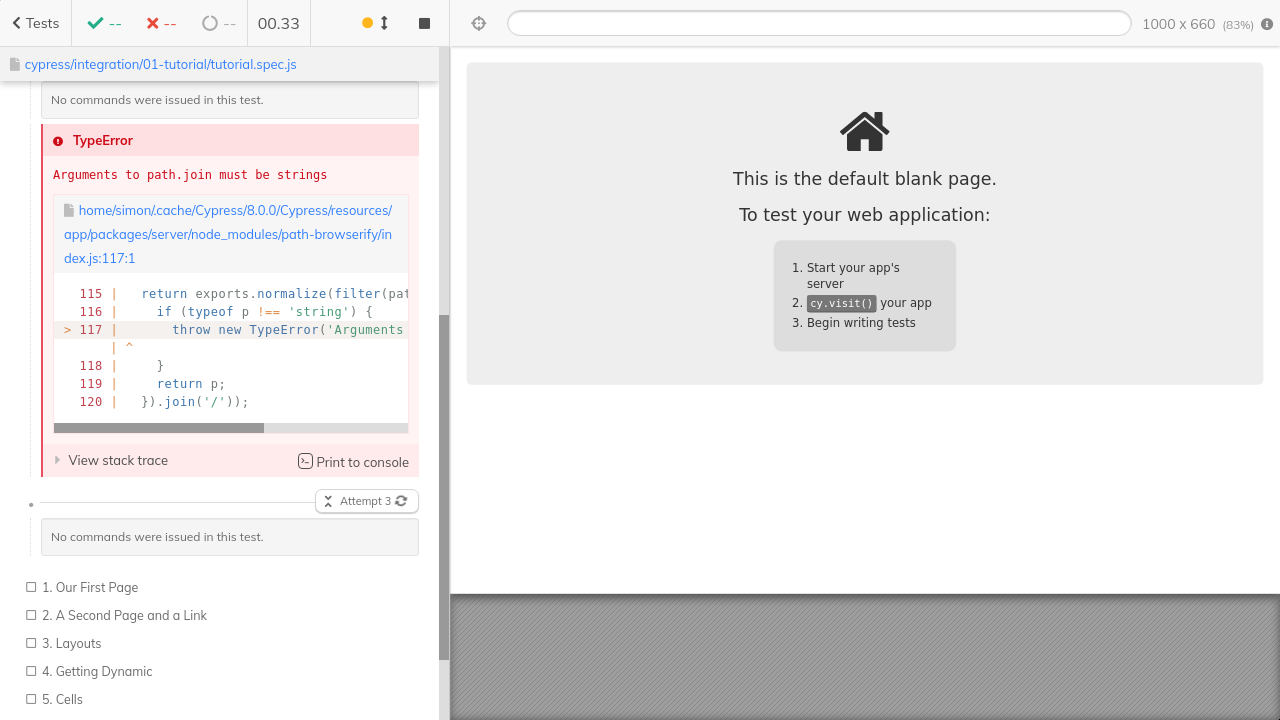 Tests
--
--
--
00.33
1000 x 660 (83%)
cypress/integration/01-tutorial/tutorial.spec.js
No commands were issued in this test.
TypeError
Arguments to path.join must be strings
home/simon/.cache/Cypress/8.0.0/Cypress/resources/
app/packages/server/node_modules/path-browserify/in
dex.js:117:1
115 | return exports.normalize(filter(pat
116 | if (typeof p !== 'string') {
> 117 | throw new TypeError('Arguments
| ^
118 | }
119 | return p;
120 | }).join('/'));
View stack trace
Print to console
Attempt 3
No commands were issued in this test.
1. Our First Page
2. A Second Page and a Link
3. Layouts
4. Getting Dynamic
5. Cells
This is the default blank page.
To test your web application:
1. Start your app's
server
2. cy.visit() your app
3. Begin writing tests